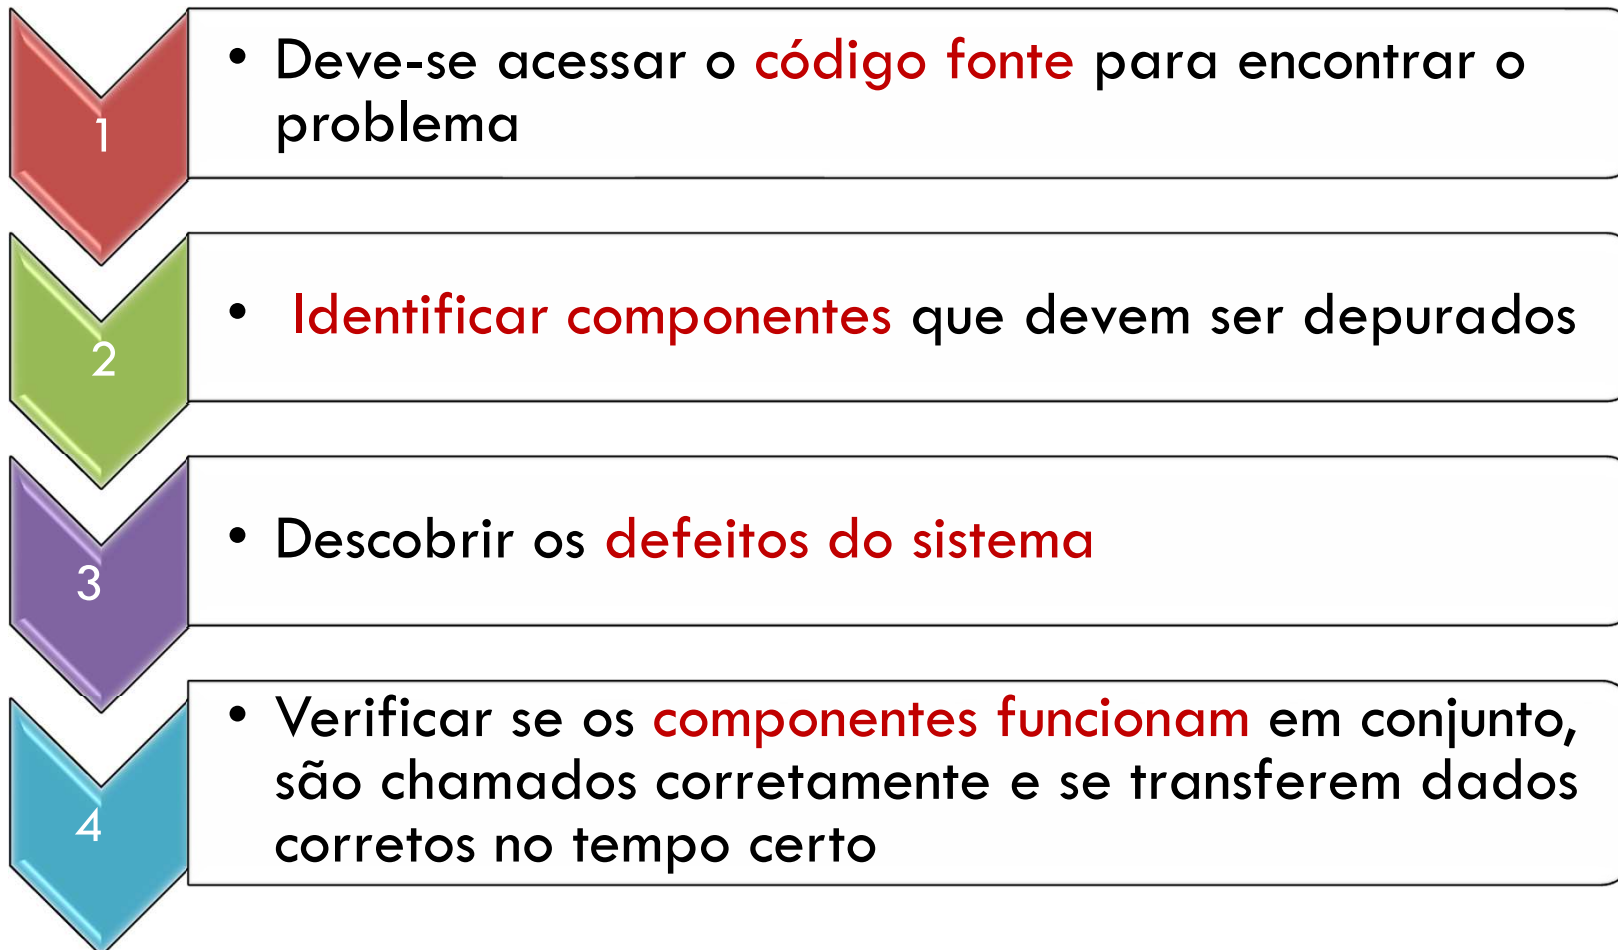 1
• Deve-se acessar o código fonte para encontrar o
problema
2
• Identificar componentes que devem ser depurados
3
• Descobrir os defeitos do sistema
4
• Verificar se os componentes funcionam em conjunto,
são chamados corretamente e se transferem dados
corretos no tempo certo